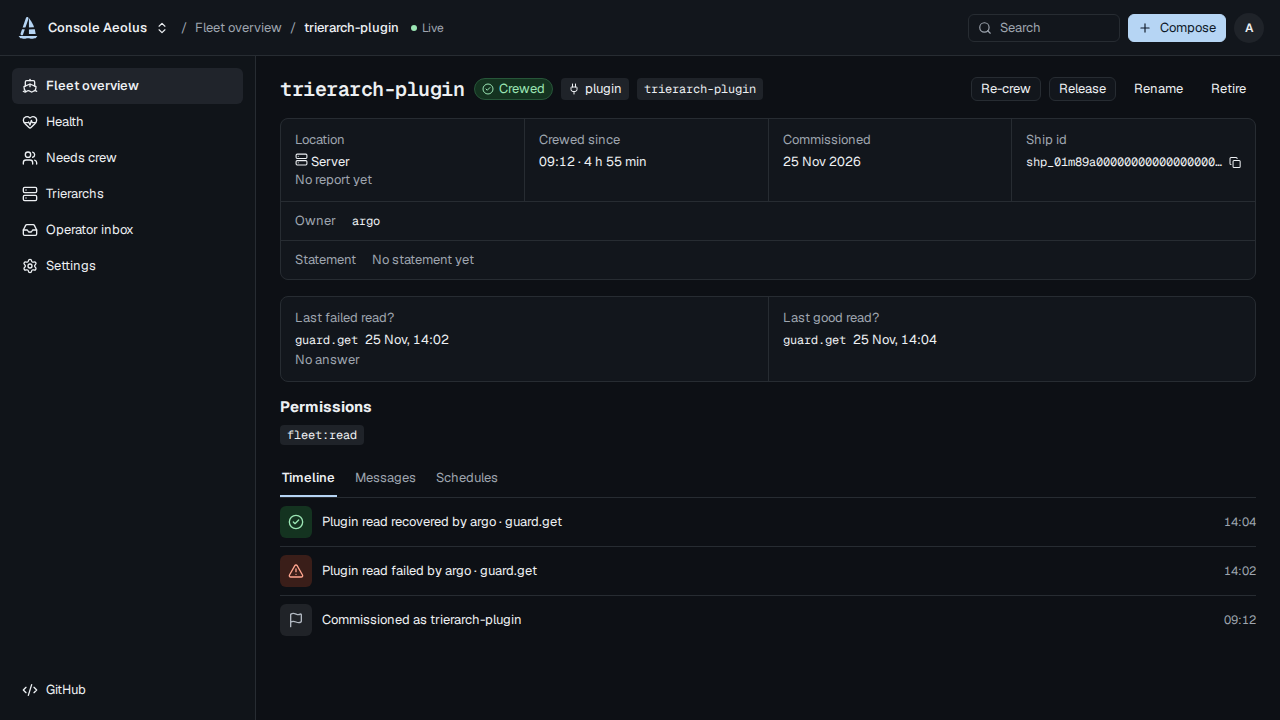 Console Aeolus / Fleet overview / trierarch-plugin Live
Search
Compose
A
Fleet overview
Health
Needs crew
Trierarchs
Operator inbox
Settings
GitHub
trierarch-plugin Crewed plugin trierarch-plugin
Re-crew Release Rename Retire
Location
Server
No report yet
Crewed since
09:12 · 4 h 55 min
Commissioned
25 Nov 2026
Ship id
shp_01m89a00000000000000000…
Owner argo
Statement No statement yet
Last failed read?
guard.get 25 Nov, 14:02
No answer
Last good read?
guard.get 25 Nov, 14:04
Permissions
fleet:read
Timeline Messages Schedules
Plugin read recovered by argo · guard.get 14:04
Plugin read failed by argo · guard.get 14:02
Commissioned as trierarch-plugin 09:12